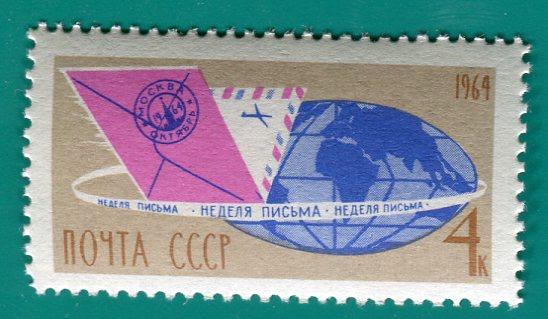 1964
МОСКВА
1964
ОКТЯБРЬ
НЕДЕЛЯ ПИСЬМА · НЕДЕЛЯ ПИСЬМА · НЕДЕЛЯ ПИСЬМА ·
ПОЧТА СССР
4к